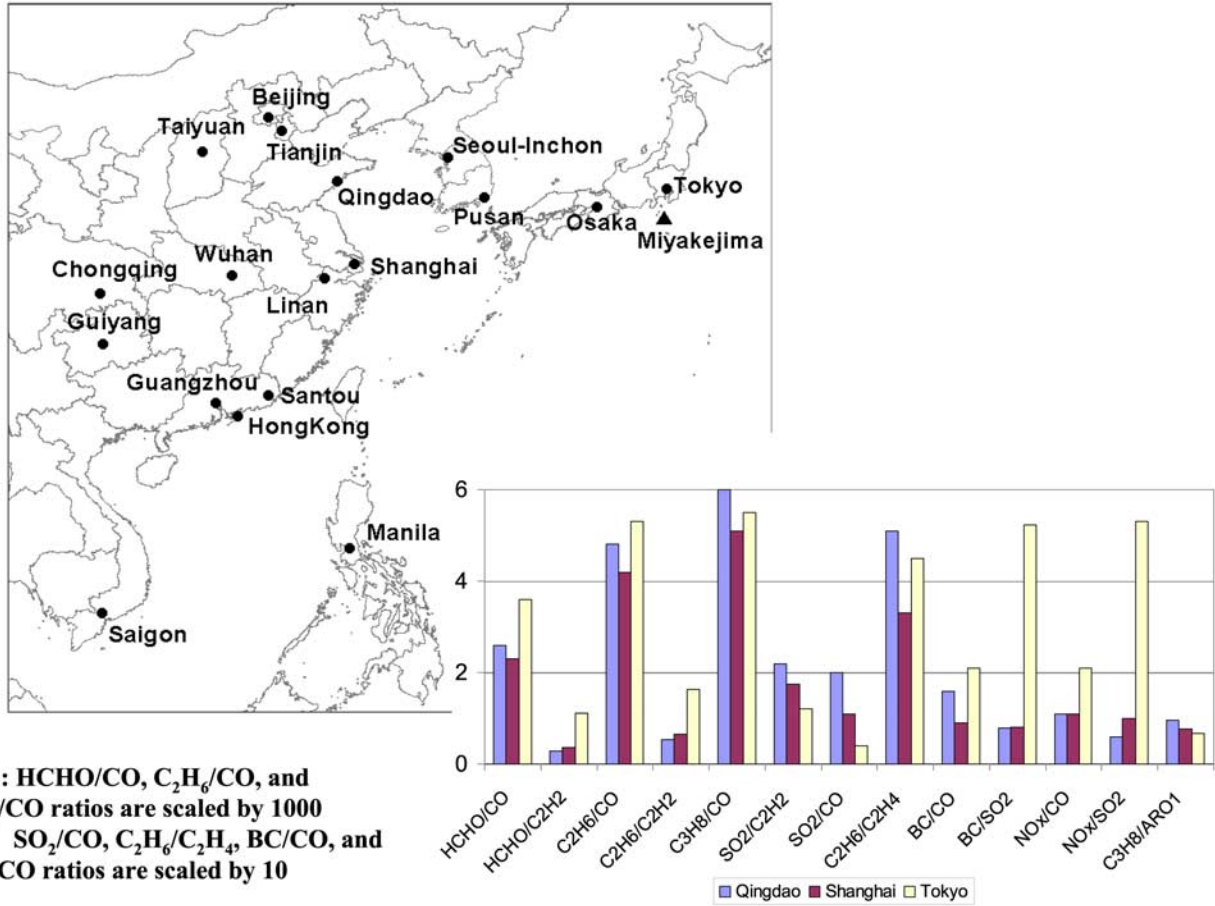 Beijing
Taiyuan
Tianjin
Seoul-Inchon
Qingdao
Tokyo
Pusan
Osaka
Miyakejima
Wuhan
Chongqing
Shanghai
Linan
Guiyang
Guangzhou
Santou
HongKong
Manila
Saigon
6
4
2
0
HCHO/CO
HCHO/C2H2
C2H6/CO
C2H6/C2H2
C3H8/CO
SO2/C2H2
SO2/CO
C2H6/C2H4
BC/CO
BC/SO2
NOx/CO
NOx/SO2
C3H8/ARO1
Qingdao Shanghai Tokyo
: HCHO/CO, C₂H₆/CO, and
/CO ratios are scaled by 1000
SO₂/CO, C₂H₆/C₂H₄, BC/CO, and
CO ratios are scaled by 10